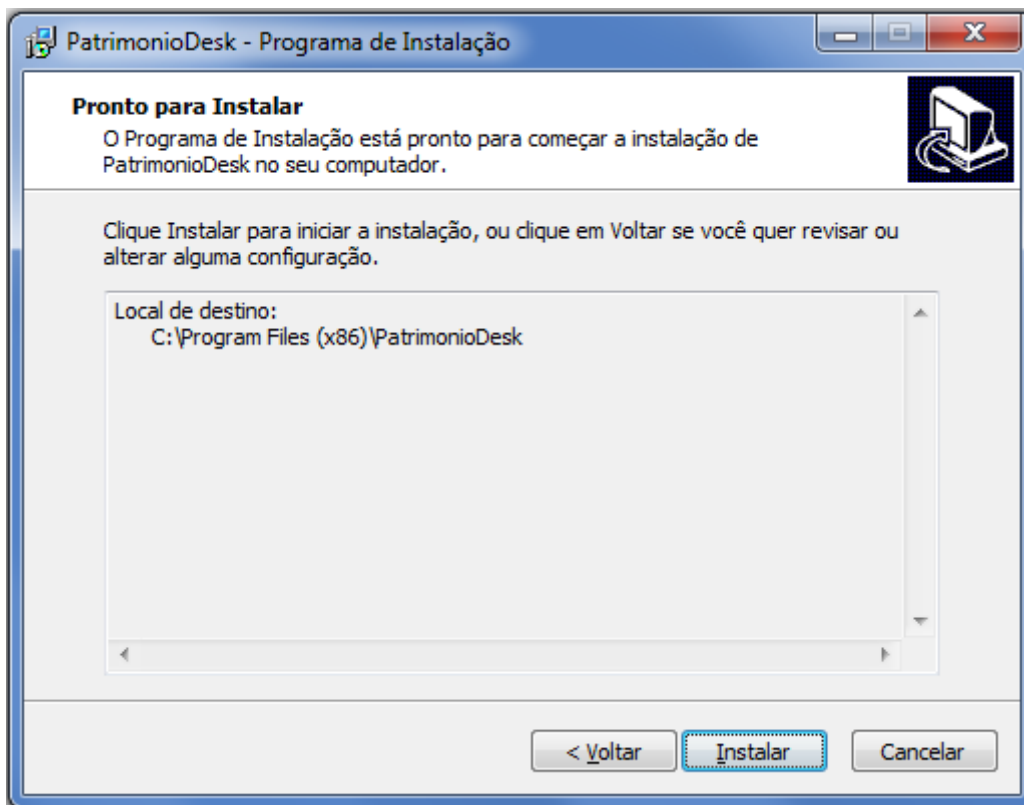 PatrimonioDesk - Programa de Instalação
Pronto para Instalar
O Programa de Instalação está pronto para começar a instalação de
PatrimonioDesk no seu computador.
Clique Instalar para iniciar a instalação, ou clique em Voltar se você quer revisar ou
alterar alguma configuração.
Local de destino:
C:\Program Files (x86)\PatrimonioDesk
< Voltar
Instalar
Cancelar